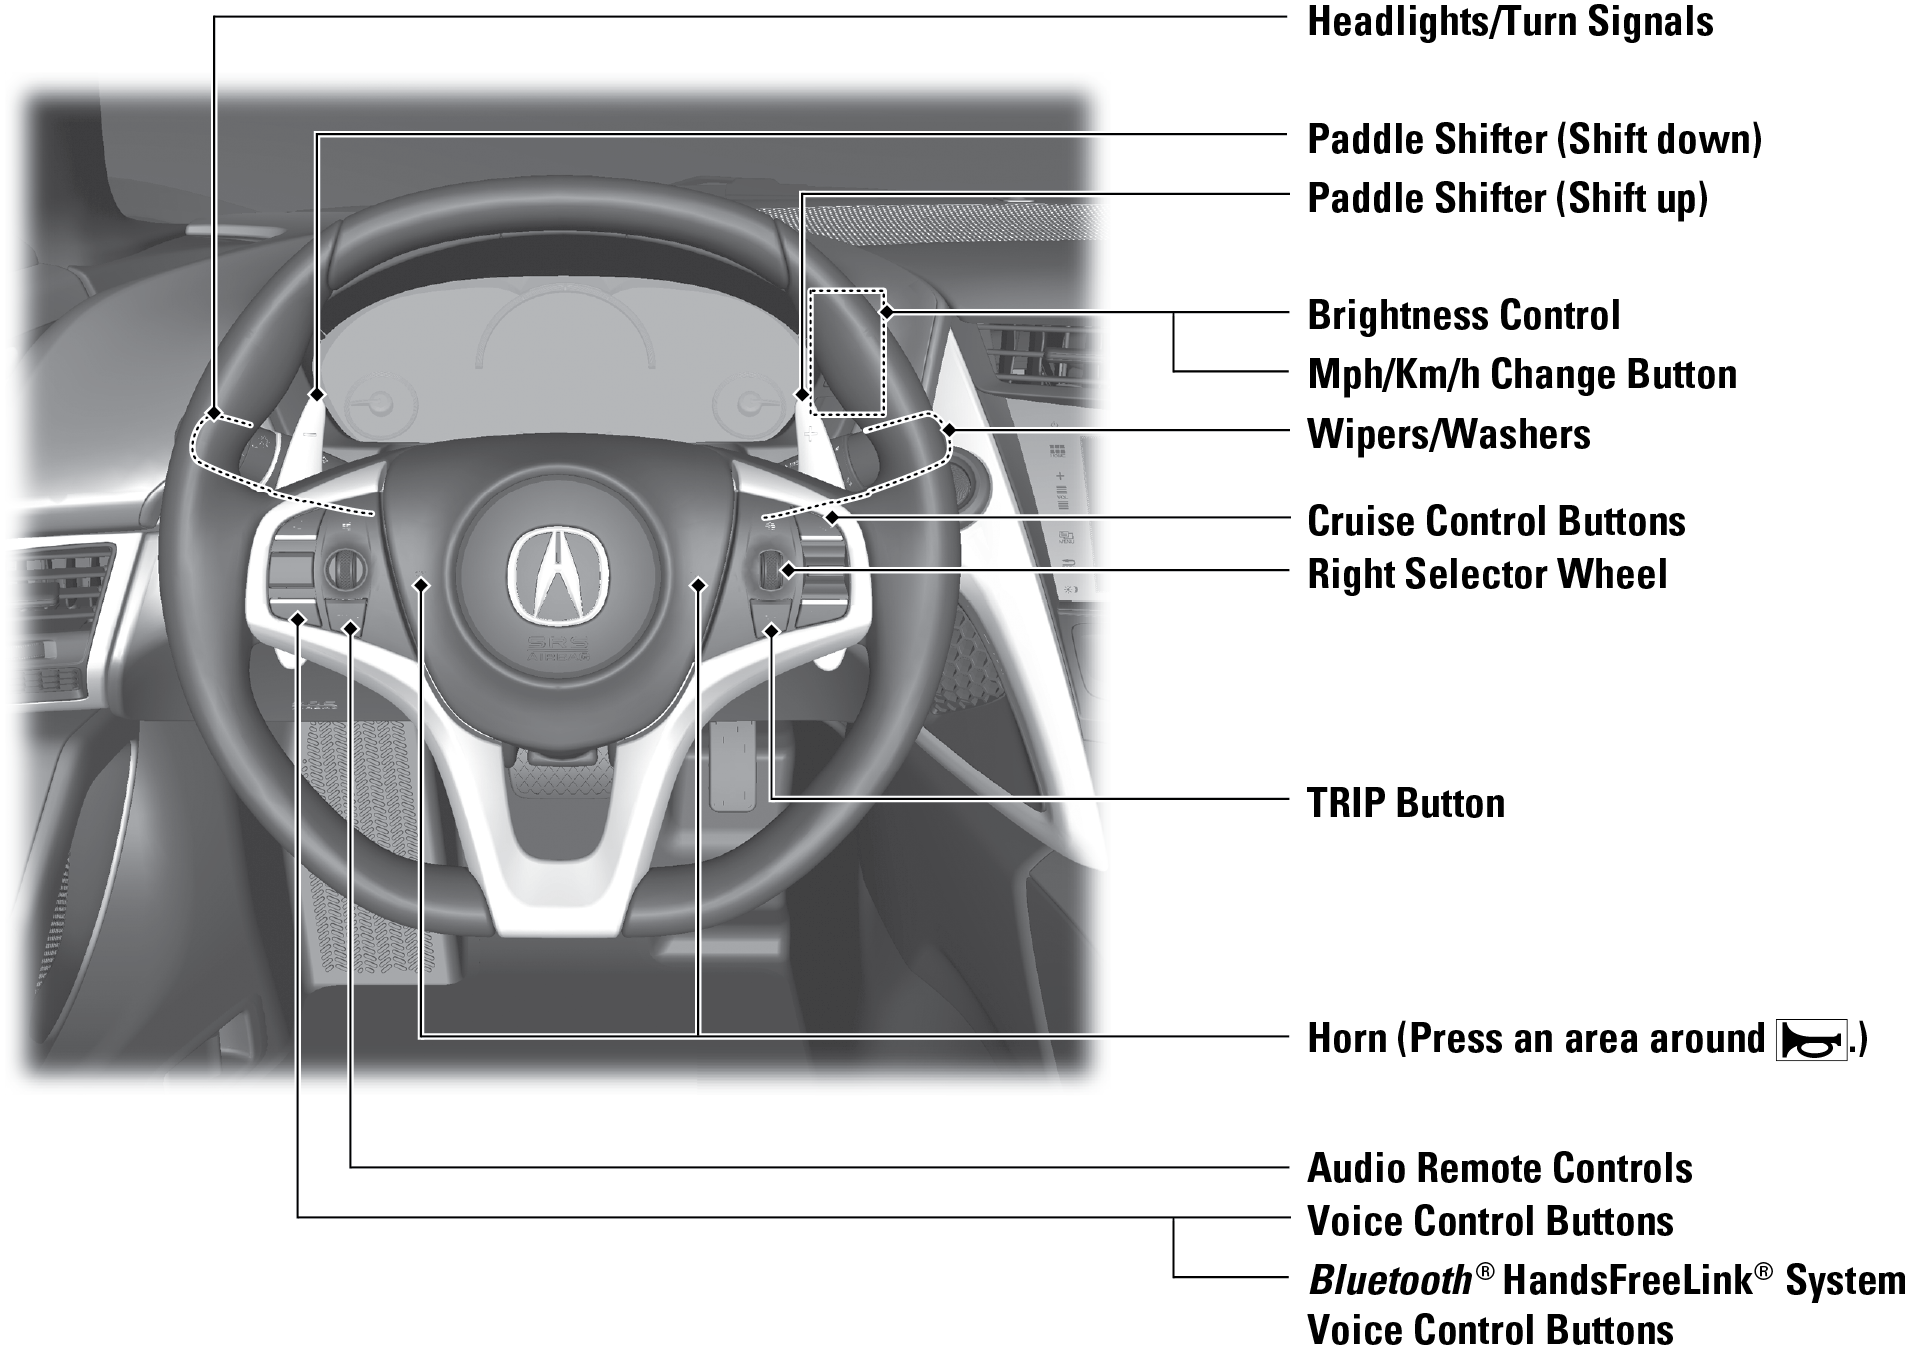 Headlights/Turn Signals
Paddle Shifter (Shift down)
Paddle Shifter (Shift up)
Brightness Control
Mph/Km/h Change Button
Wipers/Washers
Cruise Control Buttons
Right Selector Wheel
SRS
AIRBAG
TRIP Button
Horn (Press an area around .)
Audio Remote Controls
Voice Control Buttons
Bluetooth® HandsFreeLink® System
Voice Control Buttons